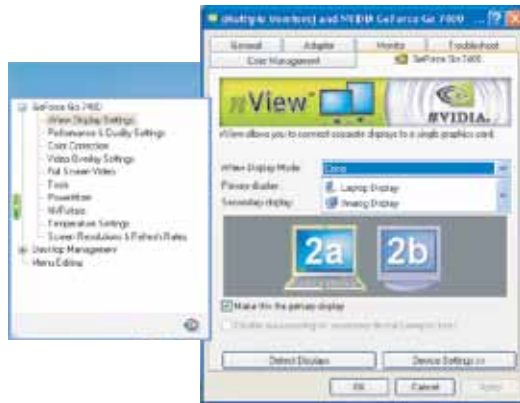 GeForce Go 7400
nView Display Settings
Performance & Quality Settings
Color Correction
Video Overlay Settings
Full Screen Video
Tools
PowerMizer
NVRotate
Temperature Settings
Screen Resolutions & Refresh Rates
Desktop Management
Menu Editing
(Multiple Monitors) and NVIDIA GeForce Go 7400 ...
General
Adapter
Monitor
Troubleshoot
Color Management
GeForce Go 7400
nView™
NVIDIA.
nView allows you to connect separate displays to a single graphics card.
nView Display Mode:
Clone
Primary display:
Laptop Display
Secondary display:
Analog Display
2a
2b
Make this the primary display
Detect Displays
Device Settings >>
OK
Cancel
Apply